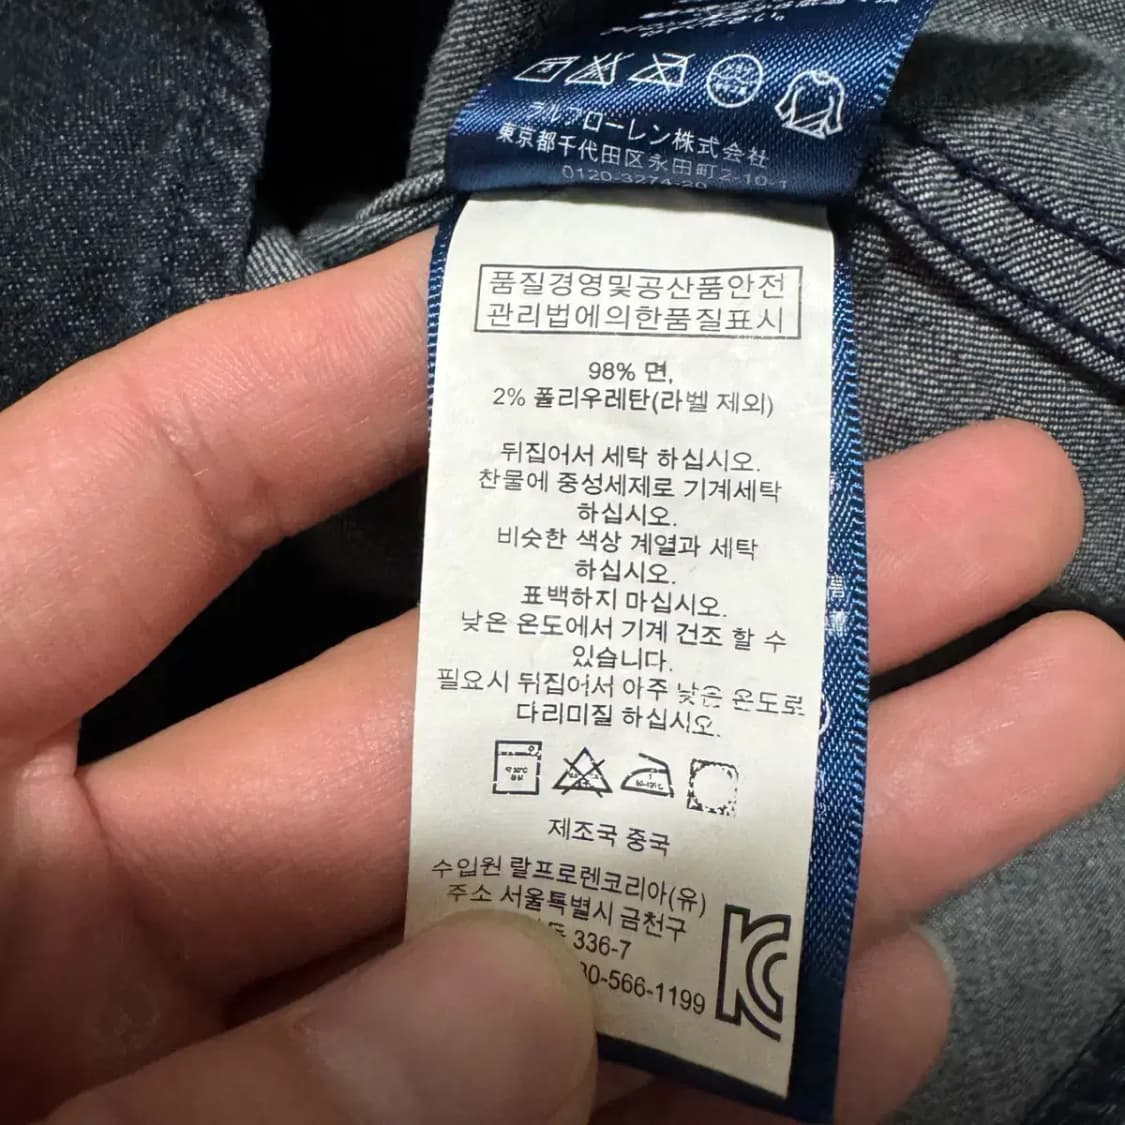 ラルフローレン株式会社
東京都千代田区永田町2-10-1
0120-3274-20
품질경영및공산품안전
관리법에의한품질표시
98% 면,
2% 폴리우레탄(라벨 제외)
뒤집어서 세탁 하십시오.
찬물에 중성세제로 기계세탁
하십시오.
비슷한 색상 계열과 세탁
하십시오.
표백하지 마십시오.
낮은 온도에서 기계 건조 할 수
있습니다.
필요시 뒤집어서 아주 낮은 온도로
다리미질 하십시오.
제조국 중국
수입원 랄프로렌코리아(유)
주소 서울특별시 금천구
336-7
80-566-1199